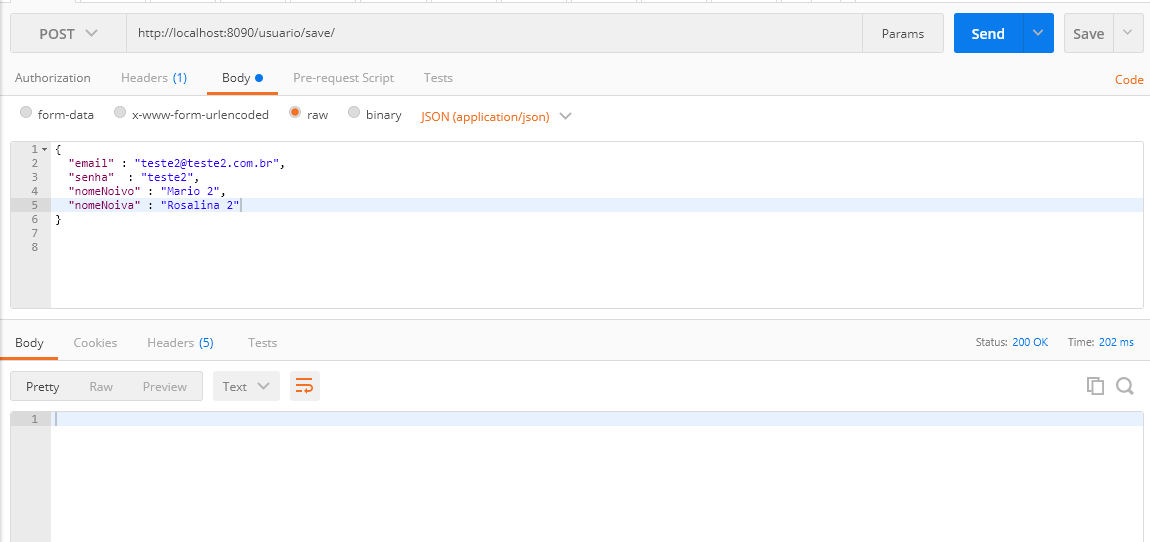 POST http://localhost:8090/usuario/save/ Params Send Save
Authorization Headers (1) Body Pre-request Script Tests Code
form-data x-www-form-urlencoded raw binary JSON (application/json)
1 {
2 "email" : "teste2@teste2.com.br",
3 "senha"  : "teste2",
4 "nomeNoivo" : "Mario 2",
5 "nomeNoiva" : "Rosalina 2"
6 }
7
8
Body Cookies Headers (5) Tests Status: 200 OK Time: 202 ms
Pretty Raw Preview Text
1